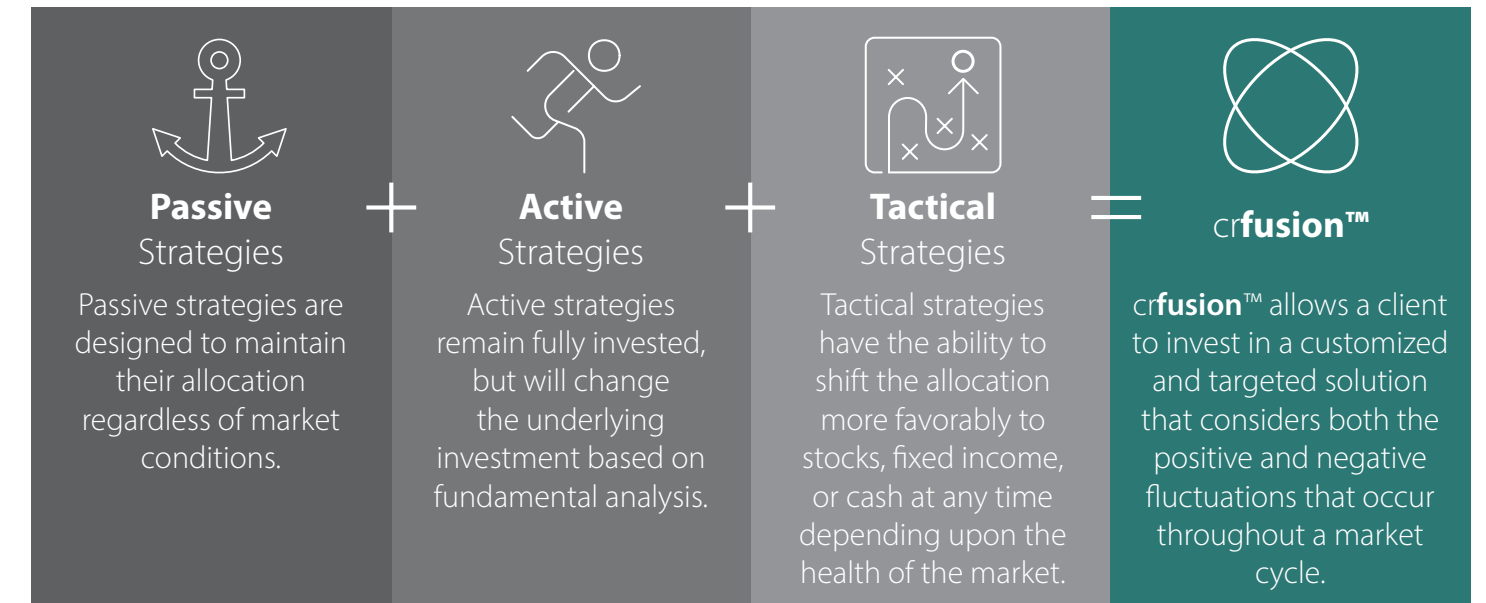 Passive
Strategies
Passive strategies are
designed to maintain
their allocation
regardless of market
conditions.
+
Active
Strategies
Active strategies
remain fully invested,
but will change
the underlying
investment based on
fundamental analysis.
+
Tactical
Strategies
Tactical strategies
have the ability to
shift the allocation
more favorably to
stocks, fixed income,
or cash at any time
depending upon the
health of the market.
=
crfusion™
crfusion™ allows a client
to invest in a customized
and targeted solution
that considers both the
positive and negative
fluctuations that occur
throughout a market
cycle.